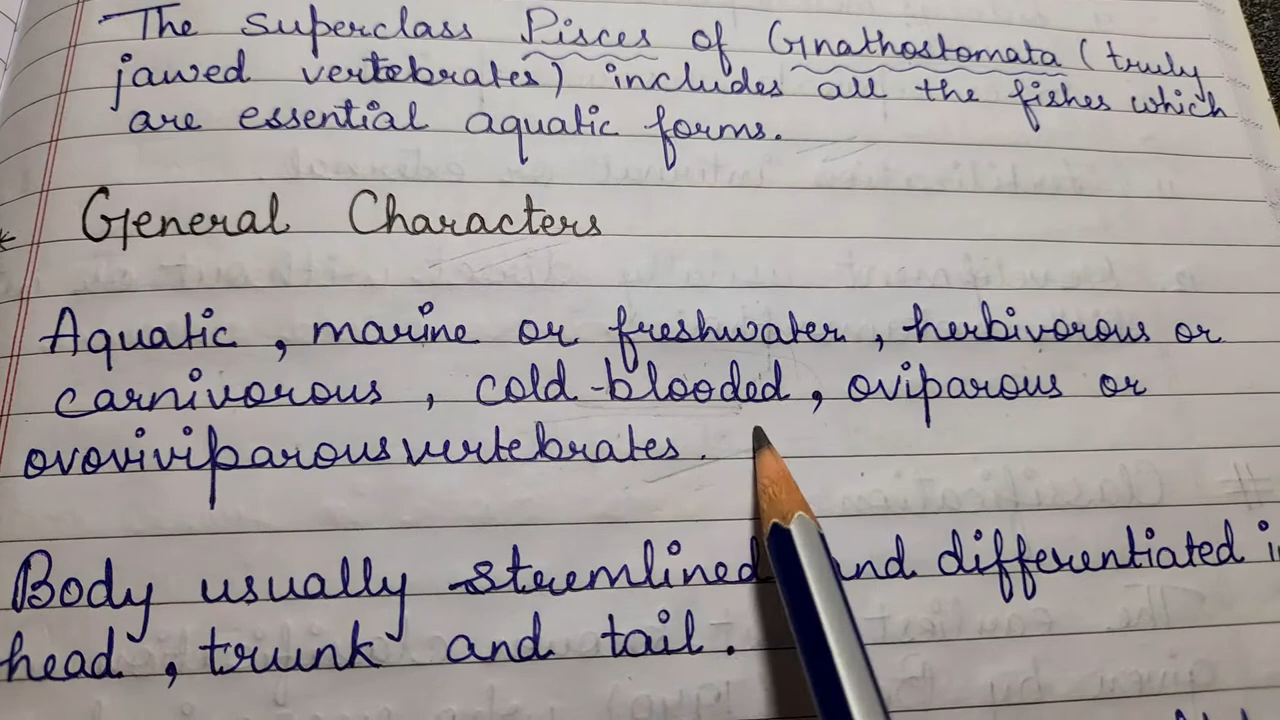 The superclass Pisces of Gnathostomata (truly
jawed vertebrates) includes all the fishes which
are essential aquatic forms.
General Characters
Aquatic, marine or freshwater, herbivorous or
carnivorous, cold-blooded, oviparous or
ovoviviparous vertebrates.
Body usually stremlined and differentiated i
head, trunk and tail.